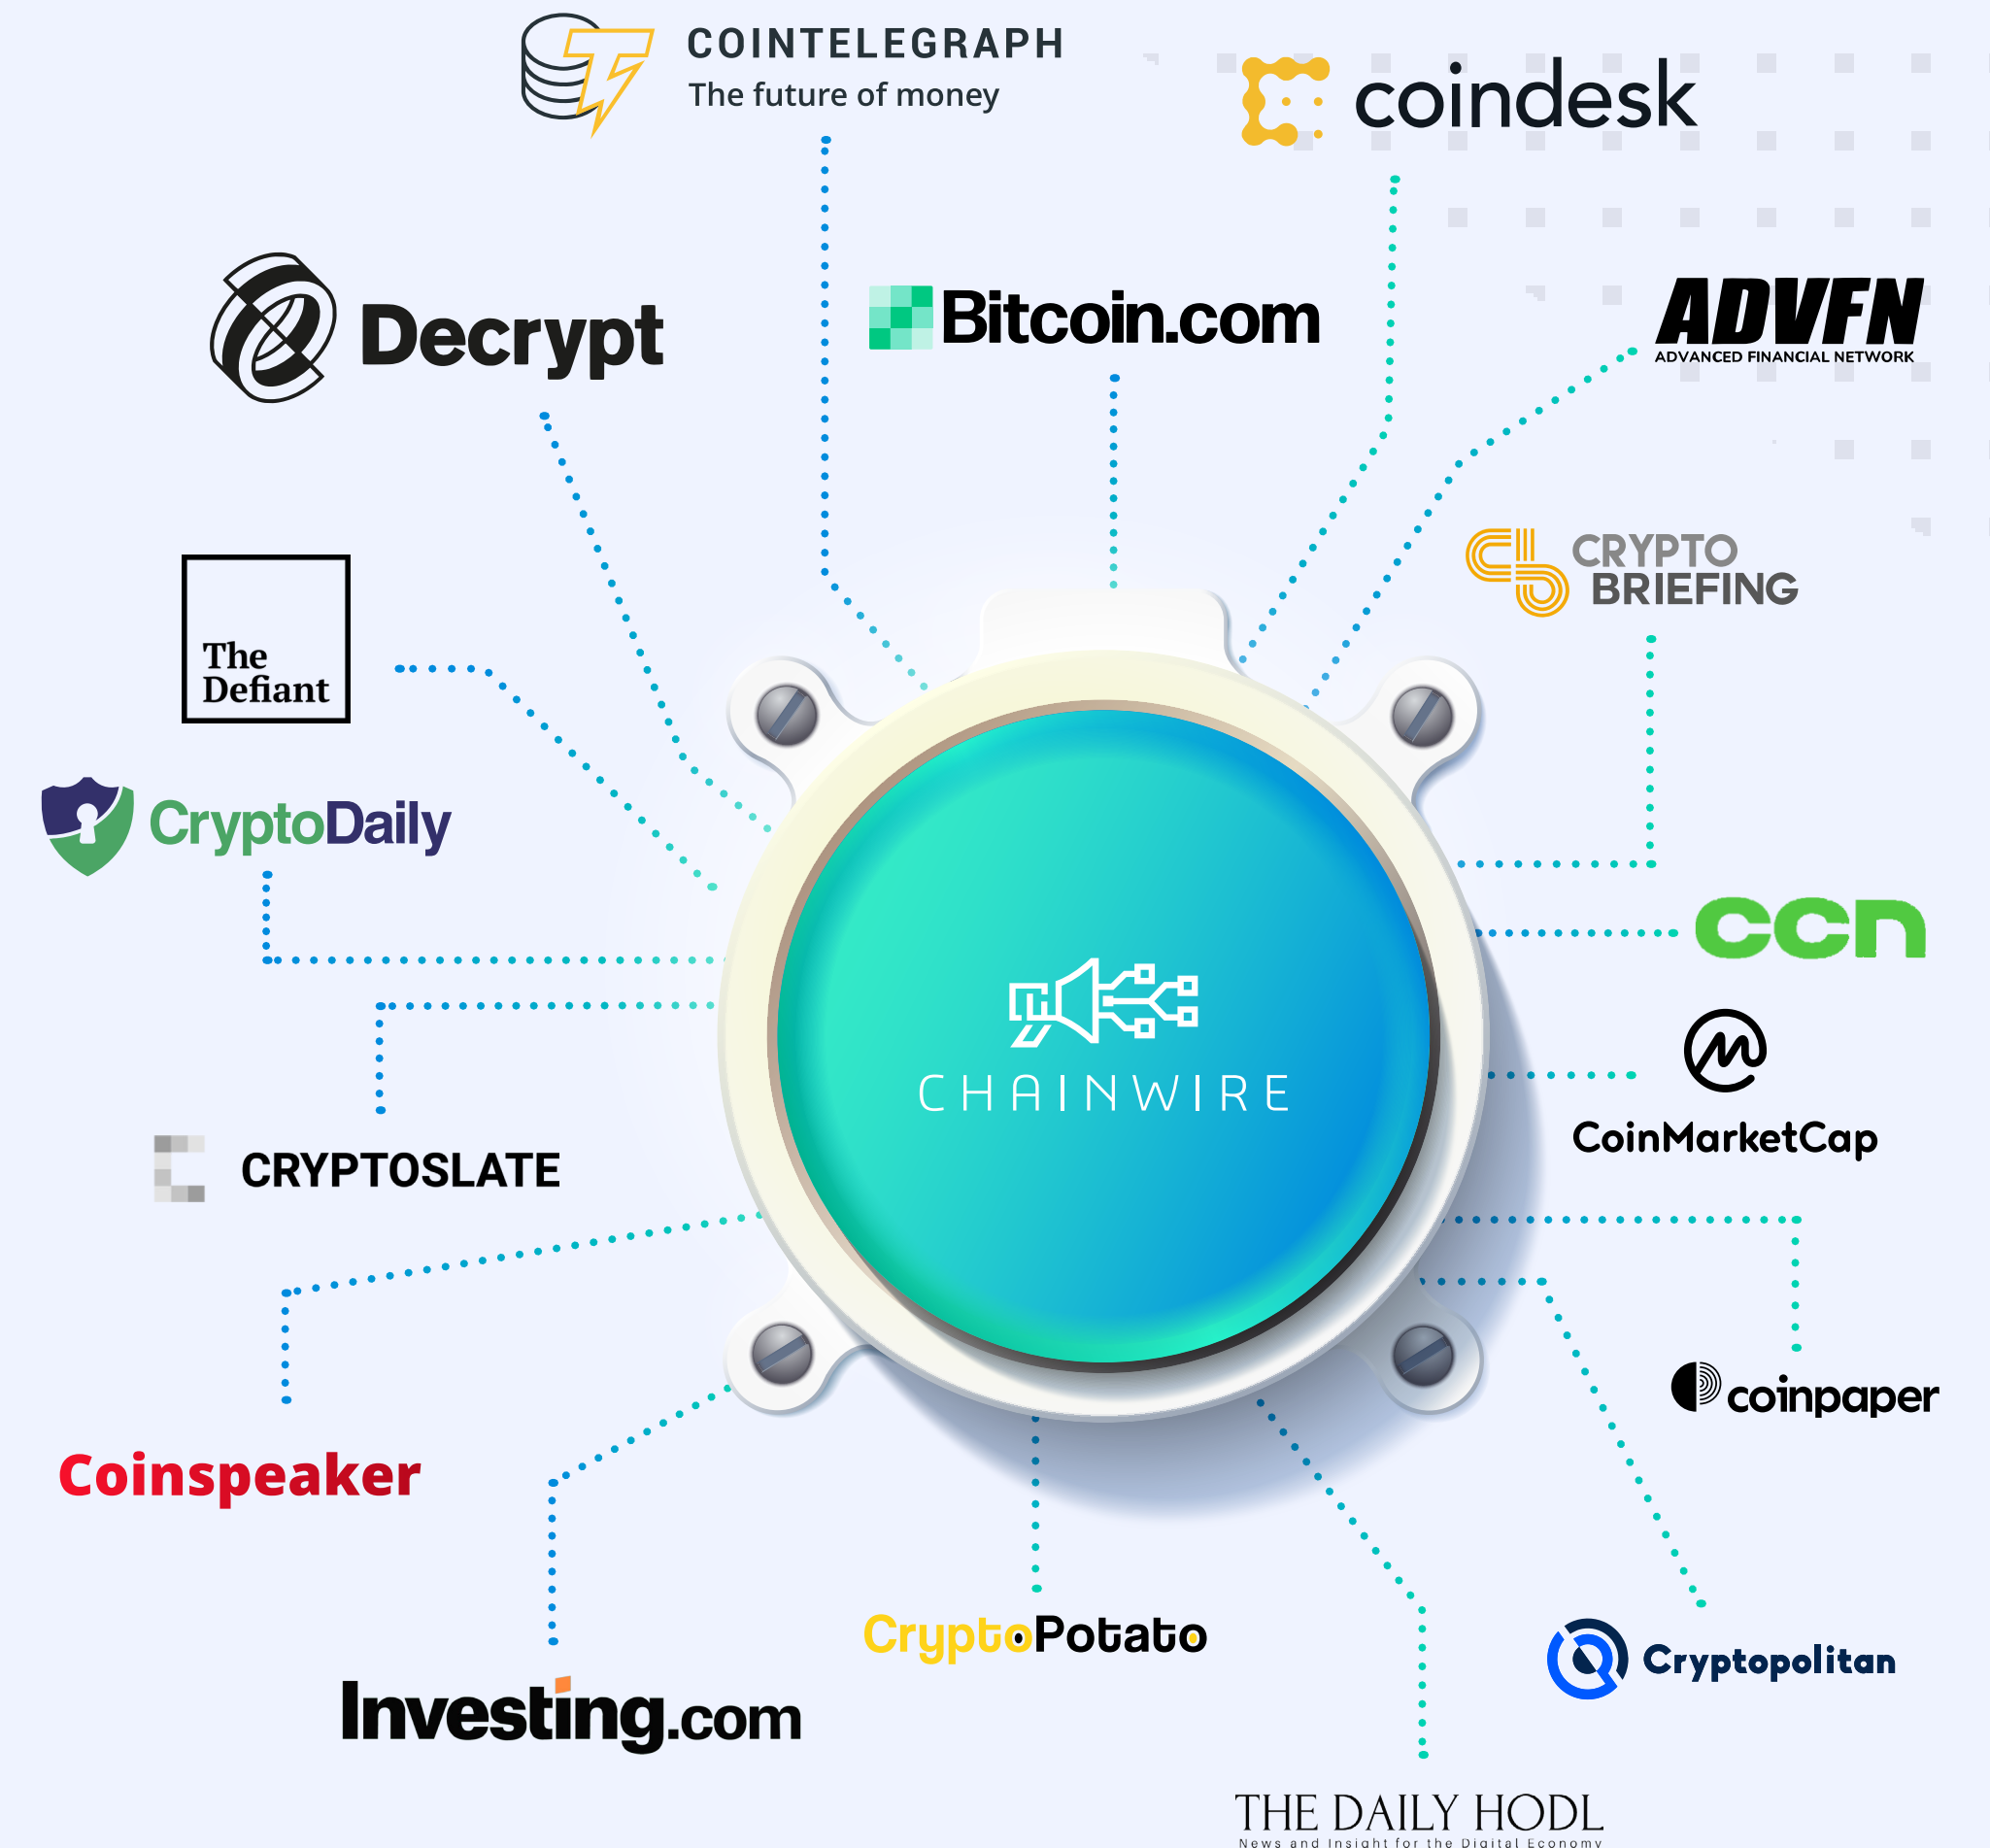 COINTELEGRAPH
The future of money
coindesk
Decrypt
Bitcoin.com
ADVFN
ADVANCED FINANCIAL NETWORK
CRYPTO
BRIEFING
The
Defiant
CryptoDaily
ccn
CHAINWIRE
CoinMarketCap
CRYPTOSLATE
coinpaper
Coinspeaker
CryptoPotato
Cryptopolitan
Investing.com
THE DAILY HODL
News and Insight for the Digital Economy